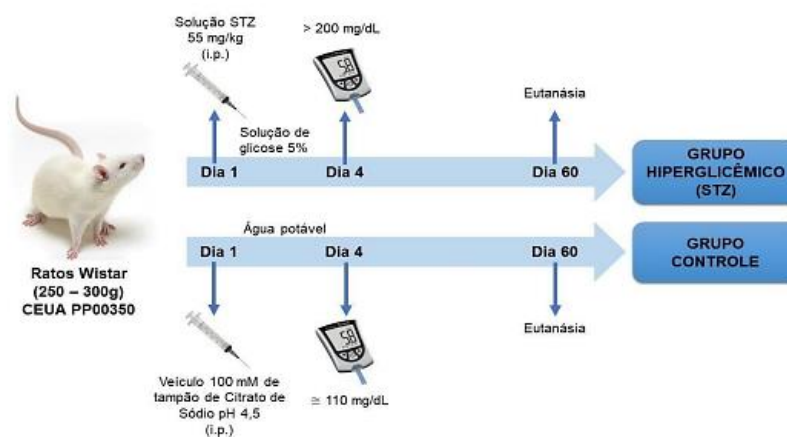 Solução STZ
55 mg/kg
(i.p.)
> 200 mg/dL
Eutanásia
Solução de
glicose 5%
Dia 1
Dia 4
Dia 60
GRUPO
HIPERGLICÊMICO
(STZ)
Água potável
Dia 1
Dia 4
Dia 60
GRUPO
CONTROLE
Ratos Wistar
(250 – 300g)
CEUA PP00350
Eutanásia
Veículo 100 mM de
tampão de Citrato de
Sódio pH 4,5
(i.p.)
≅ 110 mg/dL